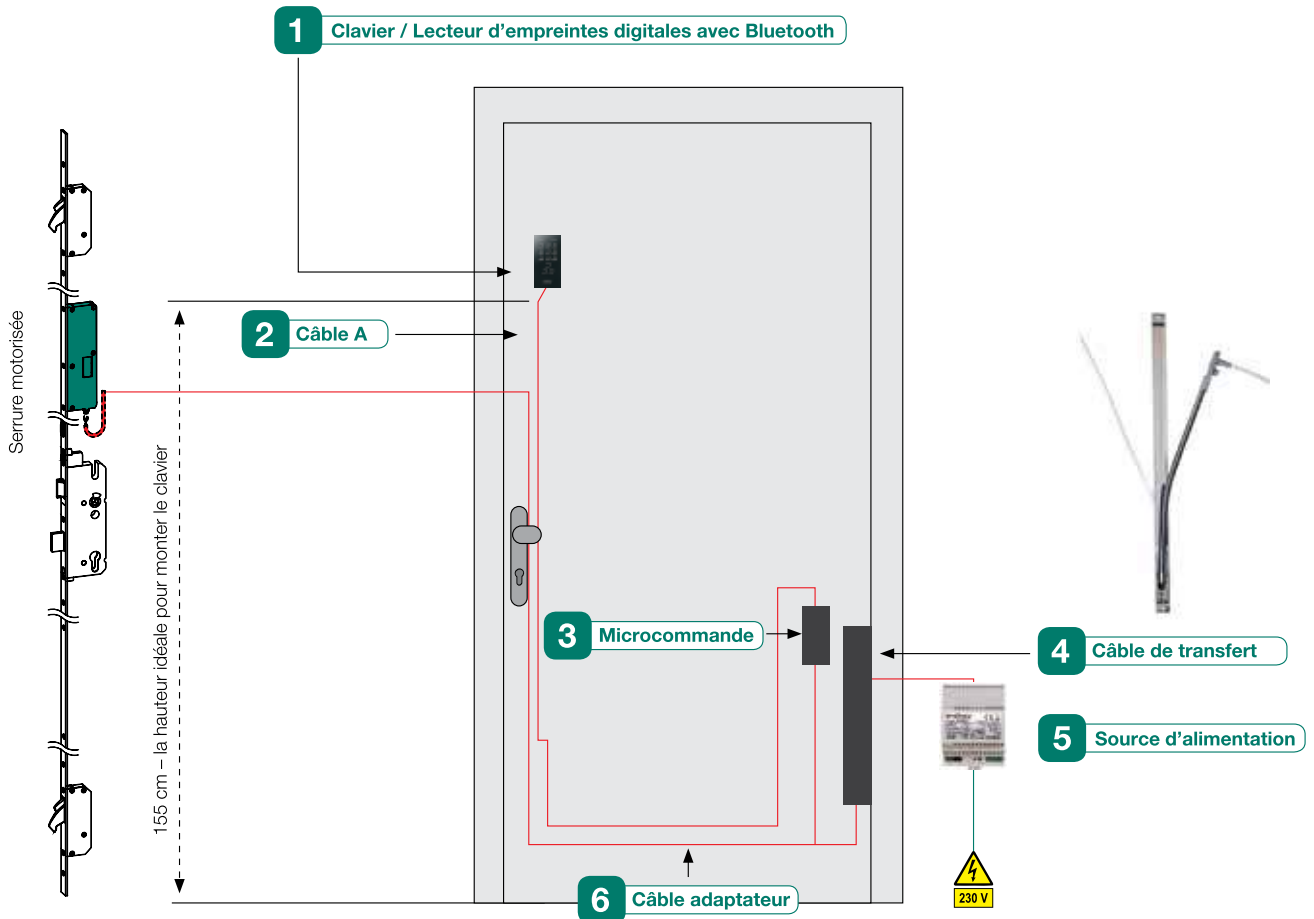 1 Clavier / Lecteur d'empreintes digitales avec Bluetooth
2 Câble A
Serrure motorisée
155 cm – la hauteur idéale pour monter le clavier
3 Microcommande
4 Câble de transfert
5 Source d'alimentation
6 Câble adaptateur
230 V